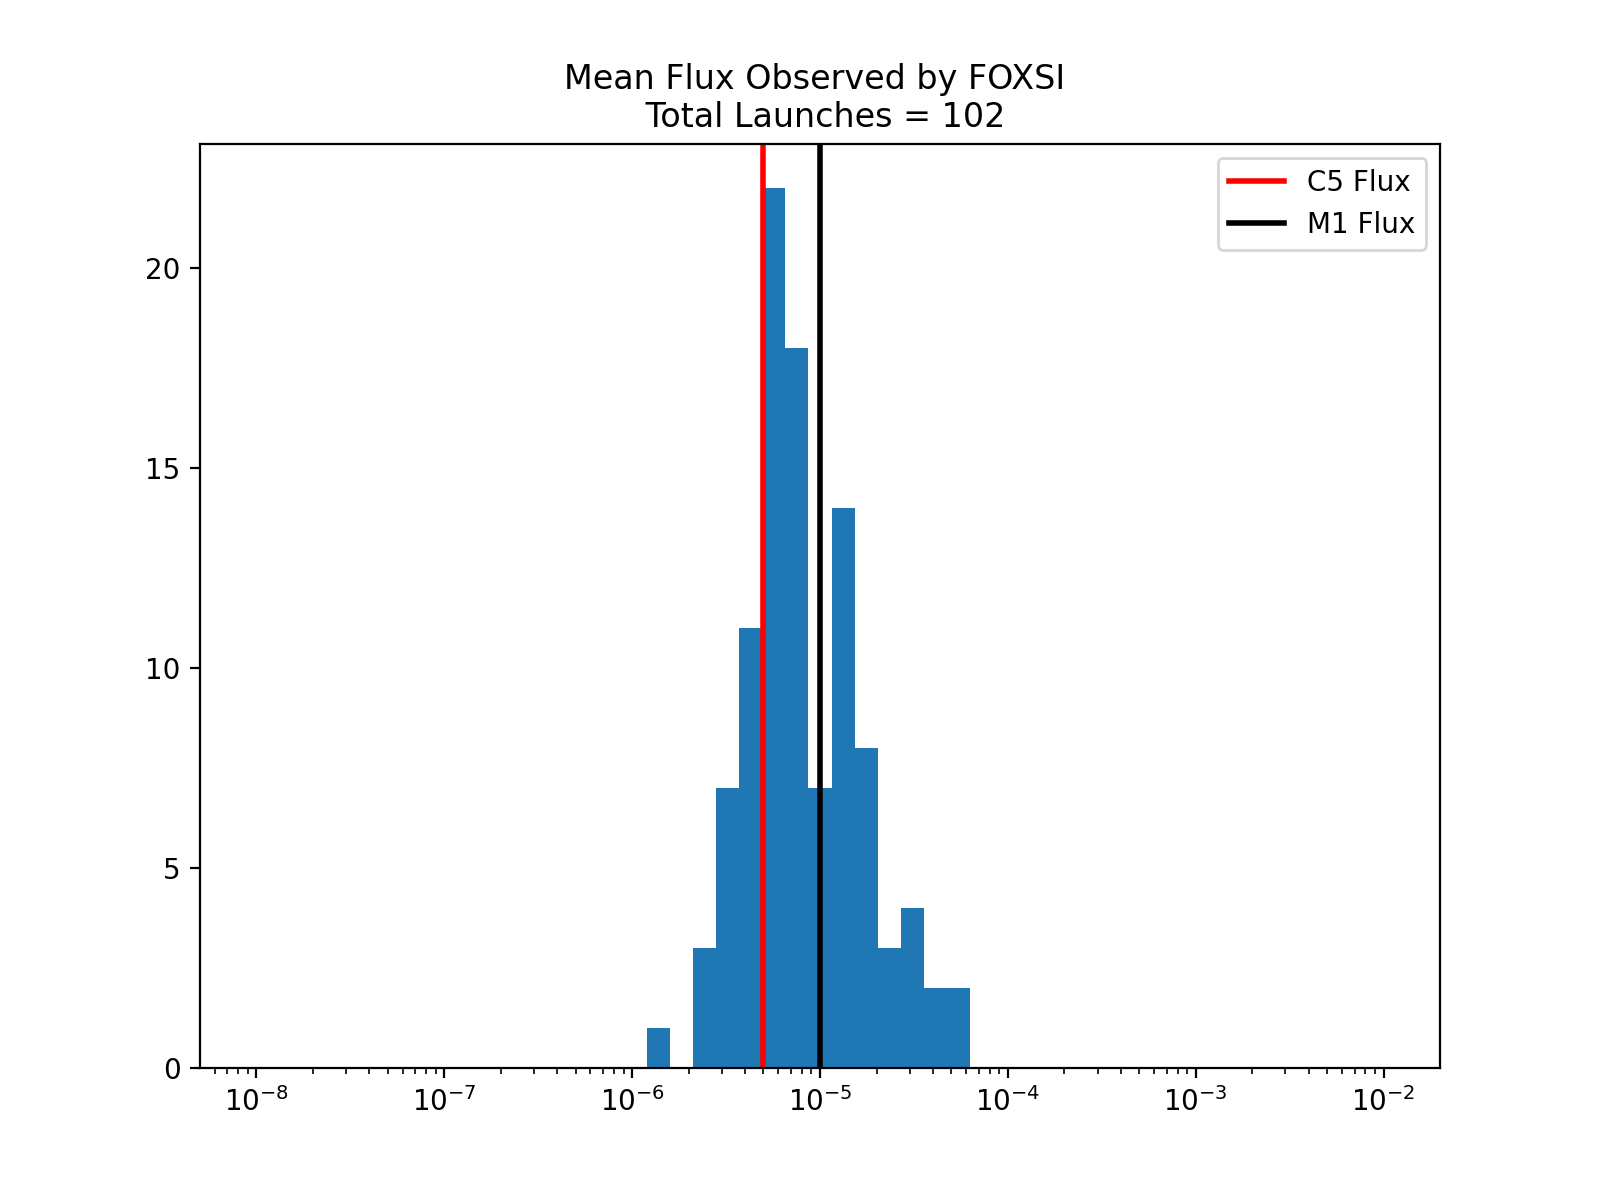 Mean Flux Observed by FOXSI
Total Launches = 102
C5 Flux
M1 Flux
20
15
10
5
0
10⁻⁸ 10⁻⁷ 10⁻⁶ 10⁻⁵ 10⁻⁴ 10⁻³ 10⁻²